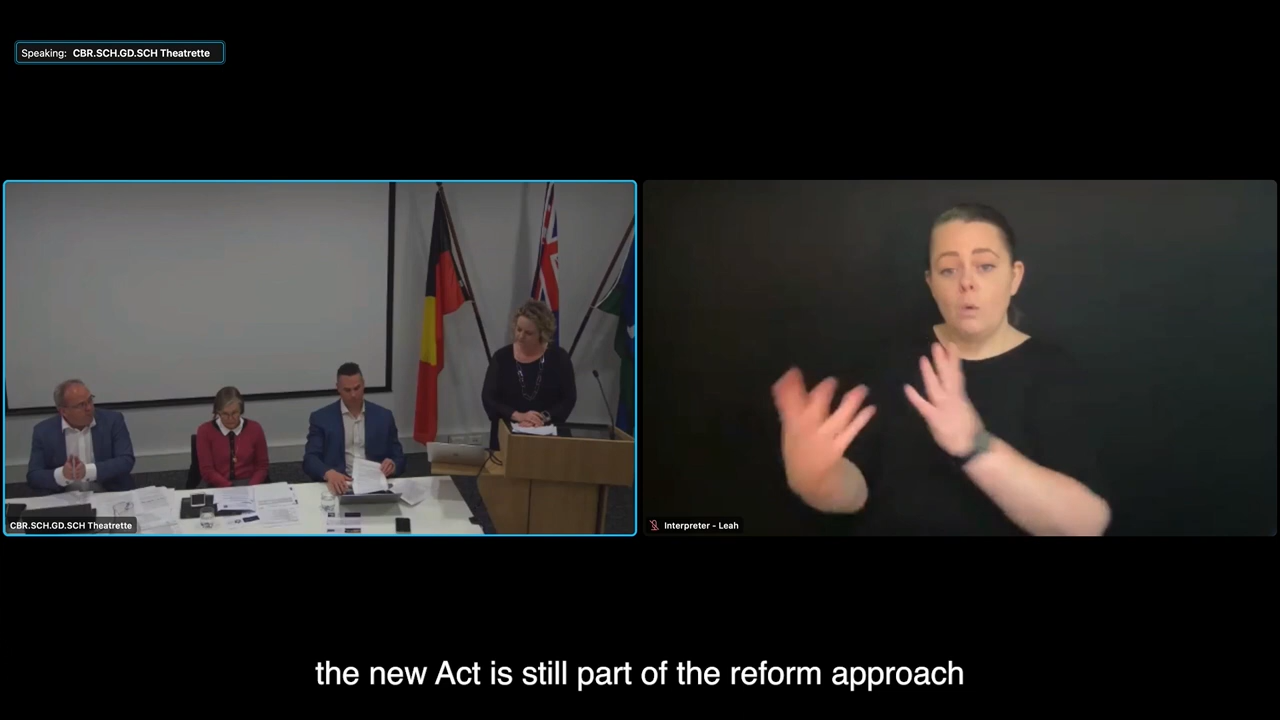 Speaking: CBR.SCH.GD.SCH Theatrette
CBR.SCH.GD.SCH Theatrette
Interpreter - Leah
the new Act is still part of the reform approach